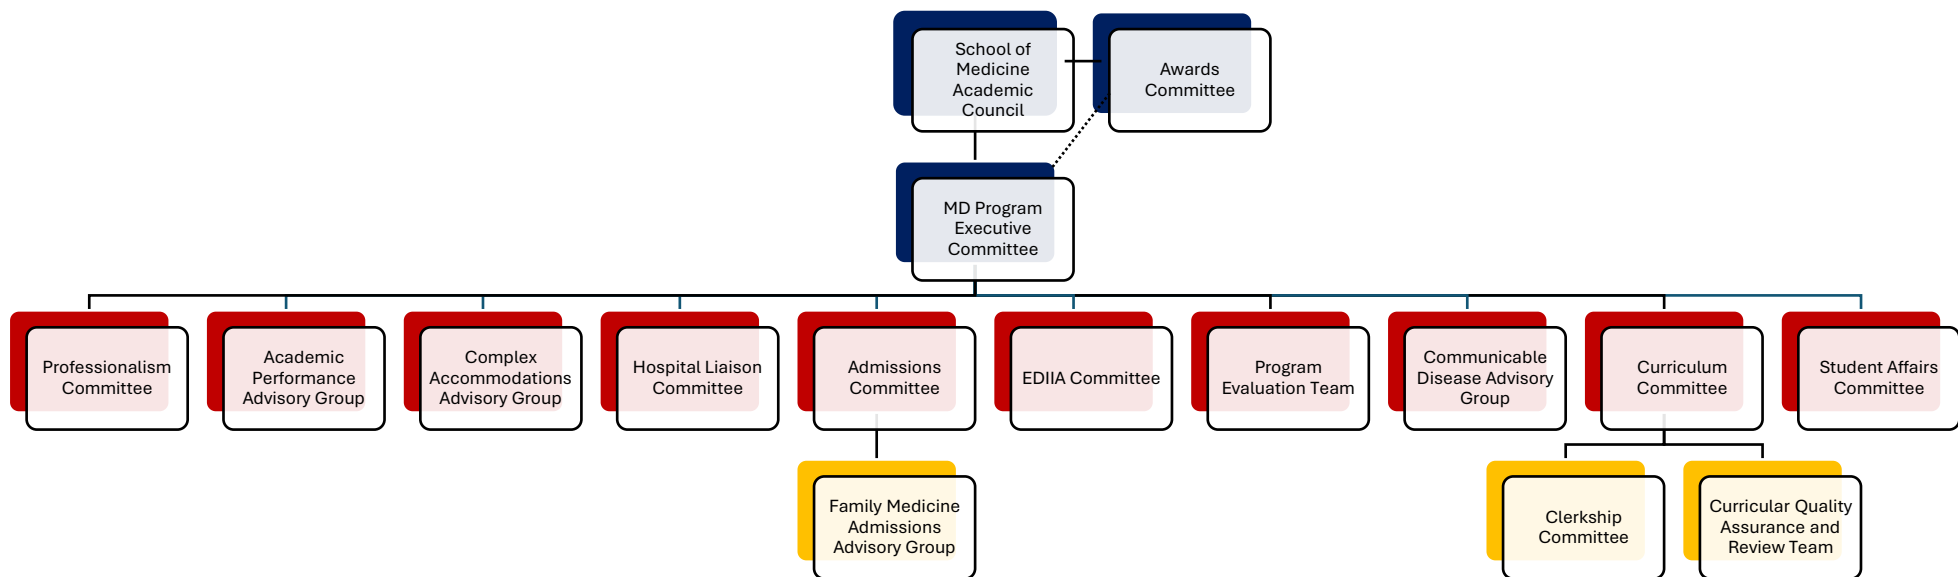 School of
Medicine
Academic
Council
Awards
Committee
MD Program
Executive
Committee
Professionalism
Committee
Academic
Performance
Advisory Group
Complex
Accommodations
Advisory Group
Hospital Liaison
Committee
Admissions
Committee
EDIIA Committee
Program
Evaluation Team
Communicable
Disease Advisory
Group
Curriculum
Committee
Student Affairs
Committee
Family Medicine
Admissions
Advisory Group
Clerkship
Committee
Curricular Quality
Assurance and
Review Team